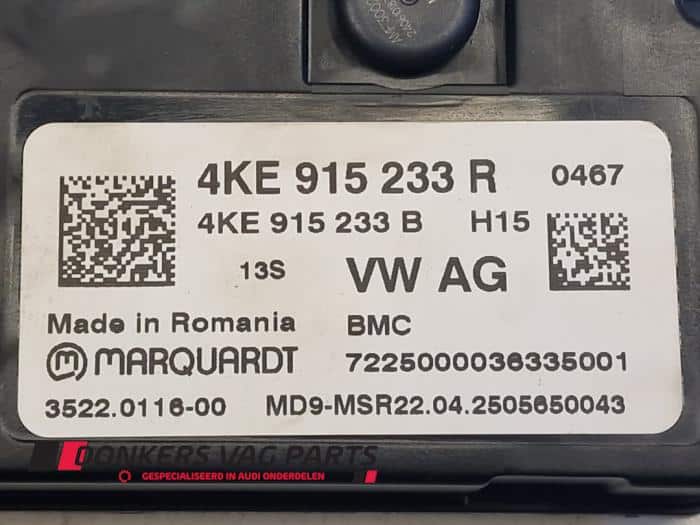 4KE 915 233 R 0467
4KE 915 233 B H15
13S VW AG
Made in Romania BMC
MARQUARDT 7225000036335001
3522.0116-00 MD9-MSR22.04.2505650043
DONKERS VAG PARTS
GESPECIALISEERD IN AUDI ONDERDELEN